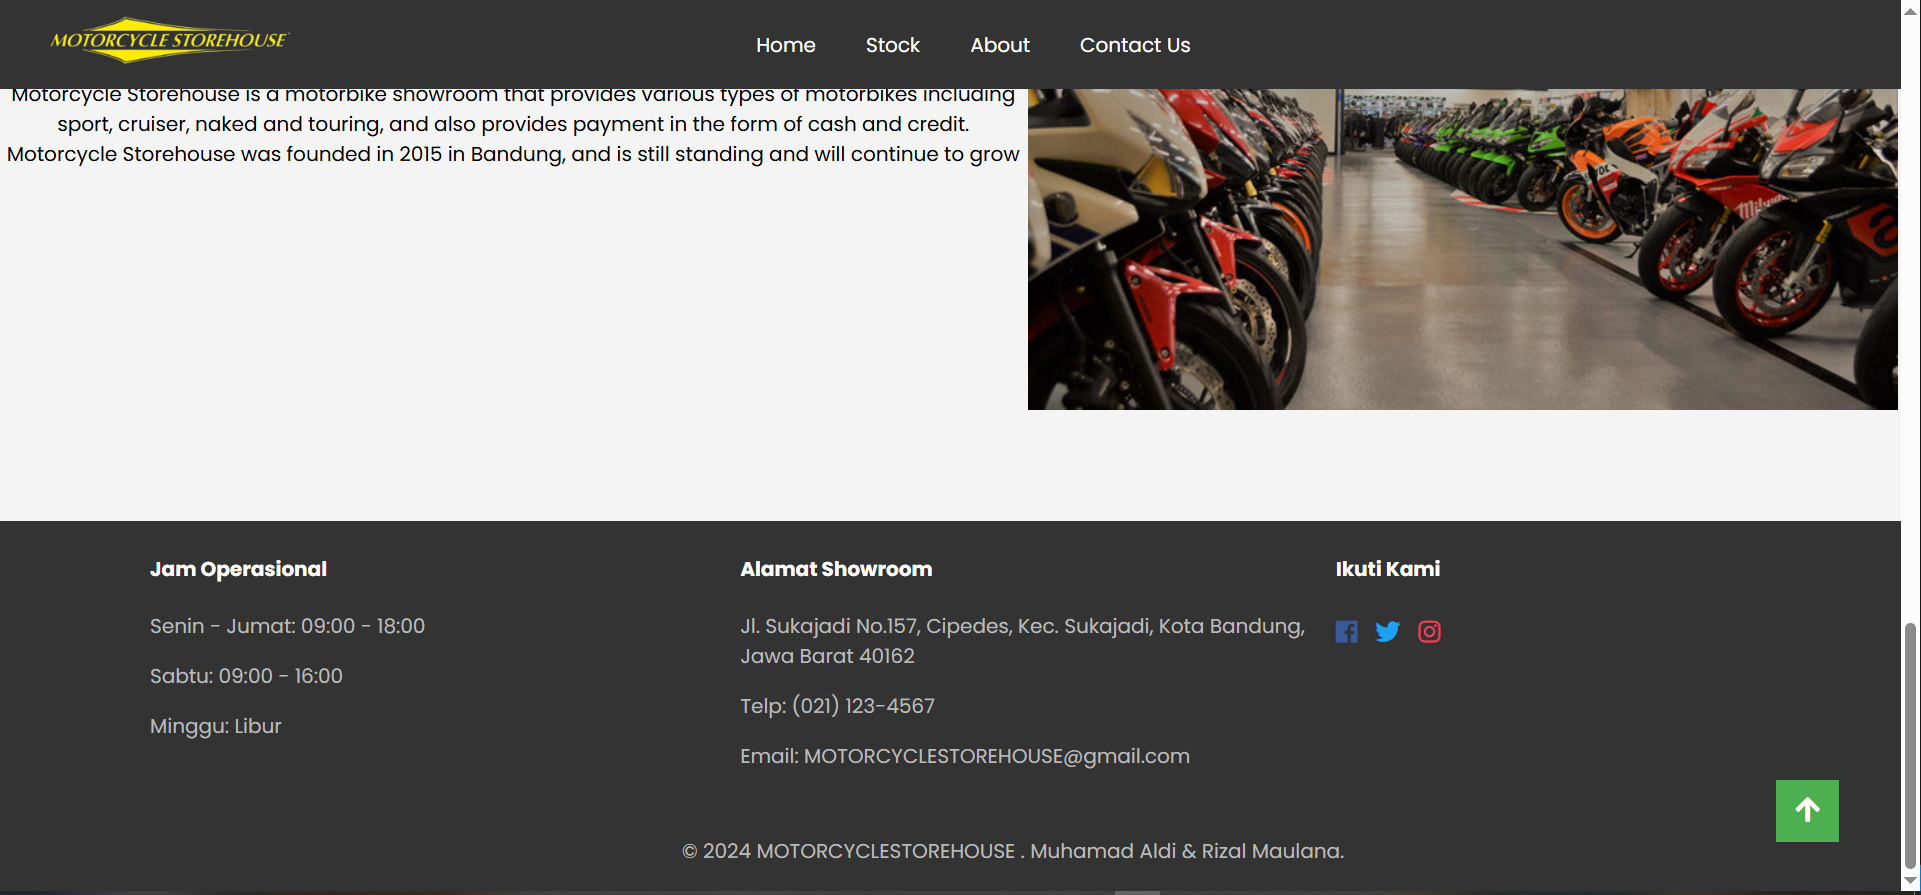 MOTORCYCLE STOREHOUSE
Home Stock About Contact Us
Motorcycle Storehouse is a motorbike showroom that provides various types of motorbikes including
sport, cruiser, naked and touring, and also provides payment in the form of cash and credit.
Motorcycle Storehouse was founded in 2015 in Bandung, and is still standing and will continue to grow
Jam Operasional
Senin - Jumat: 09:00 - 18:00
Sabtu: 09:00 - 16:00
Minggu: Libur
Alamat Showroom
Jl. Sukajadi No.157, Cipedes, Kec. Sukajadi, Kota Bandung,
Jawa Barat 40162
Telp: (021) 123-4567
Email: MOTORCYCLESTOREHOUSE@gmail.com
Ikuti Kami
© 2024 MOTORCYCLESTOREHOUSE . Muhamad Aldi & Rizal Maulana.